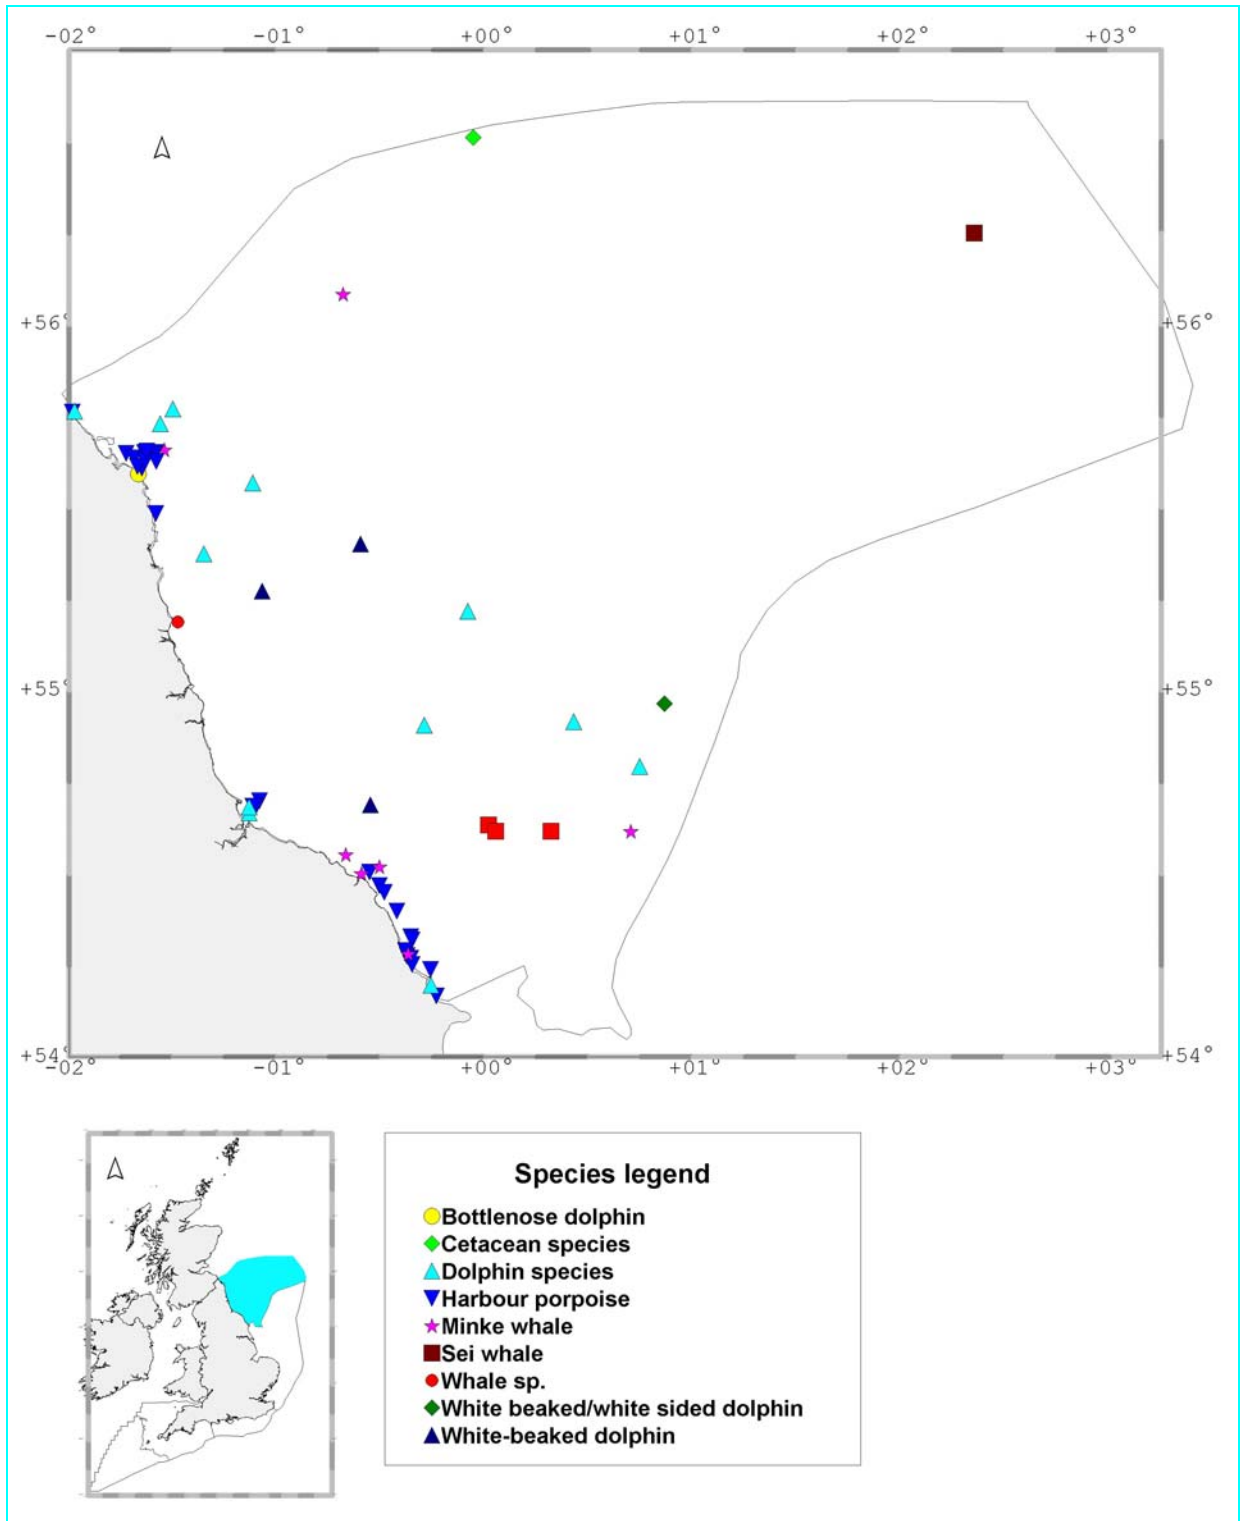 -02° -01° +00° +01° +02° +03°
+56° +56°
+55° +55°
+54° +54°
-02° -01° +00° +01° +02° +03°
Species legend
Bottlenose dolphin
Cetacean species
Dolphin species
Harbour porpoise
Minke whale
Sei whale
Whale sp.
White beaked/white sided dolphin
White-beaked dolphin